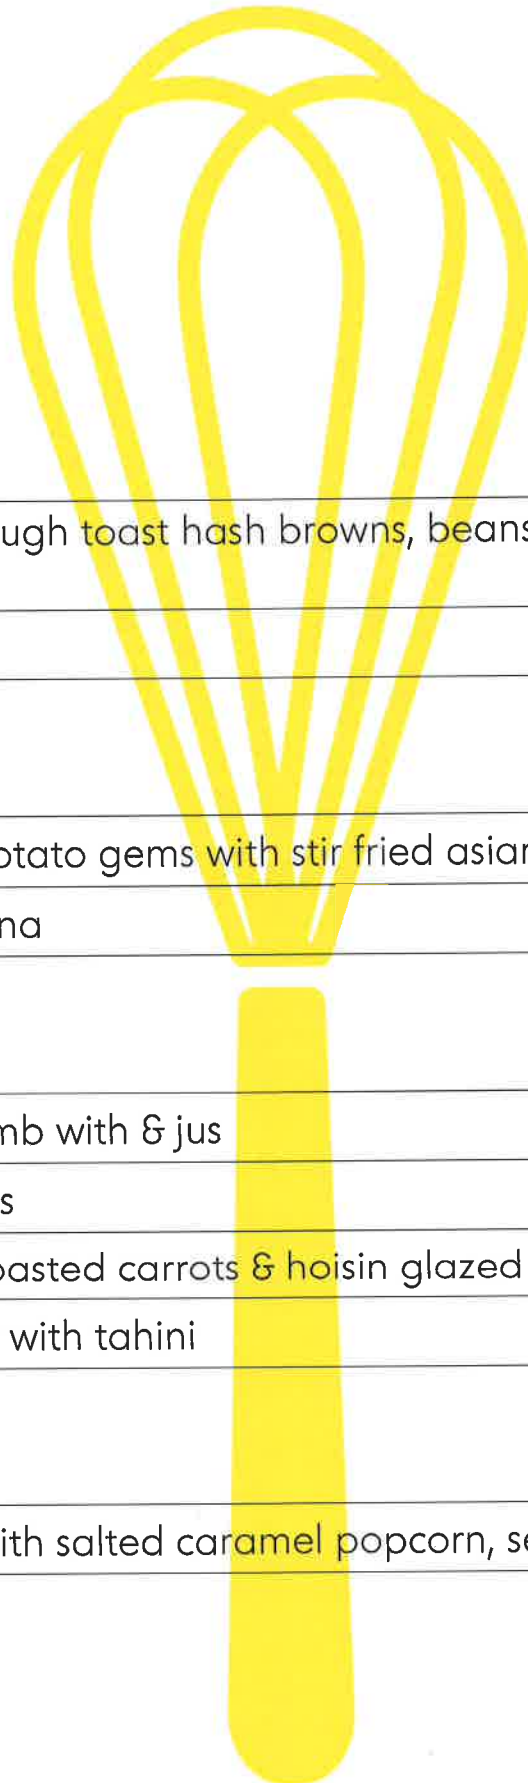 ugh toast hash browns, beans
otato gems with stir fried asian
na
mb with & jus
s
oasted carrots & hoisin glazed
with tahini
ith salted caramel popcorn, se